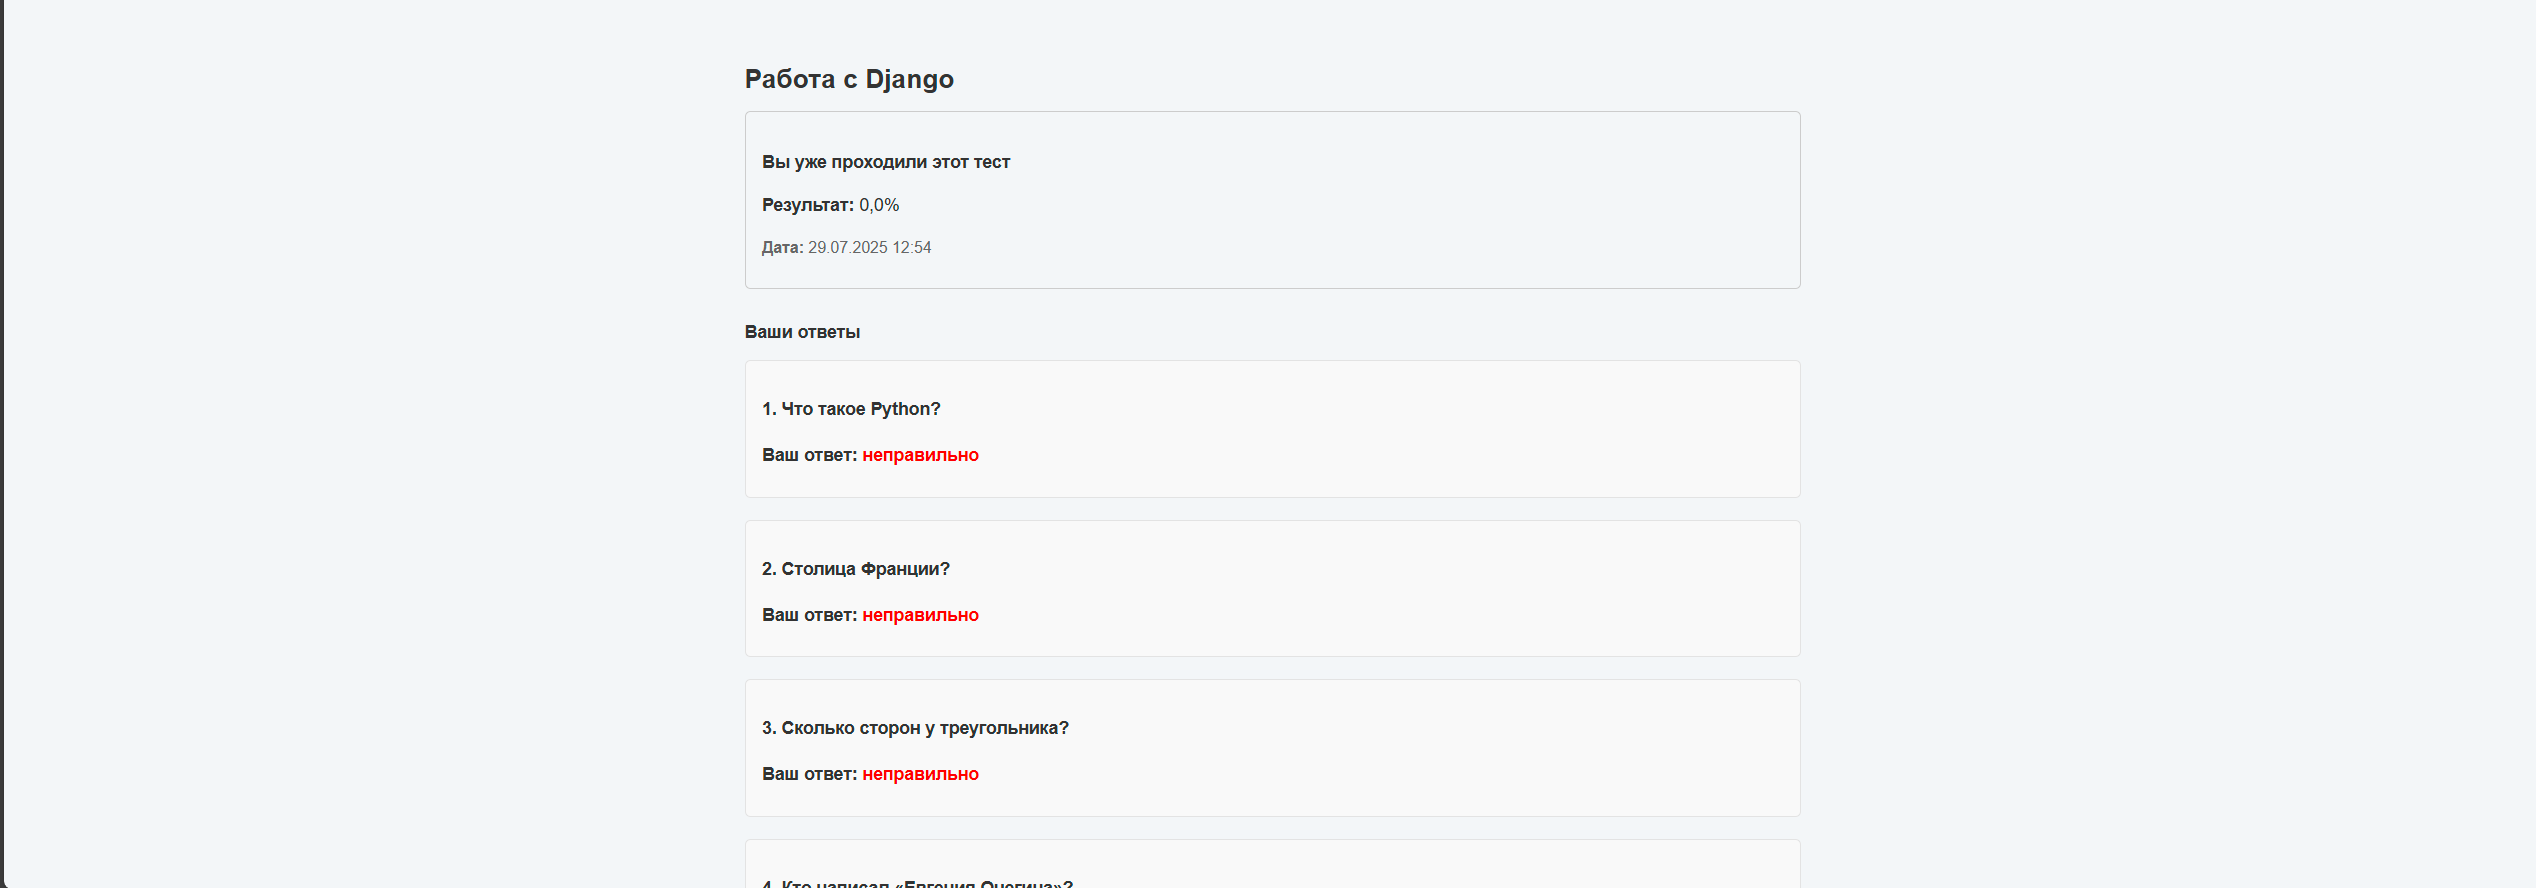 Работа с Django
Вы уже проходили этот тест
Результат: 0,0%
Дата: 29.07.2025 12:54
Ваши ответы
1. Что такое Python?
Ваш ответ: неправильно
2. Столица Франции?
Ваш ответ: неправильно
3. Сколько сторон у треугольника?
Ваш ответ: неправильно
4. Кто написал «Евгения Онегина»?